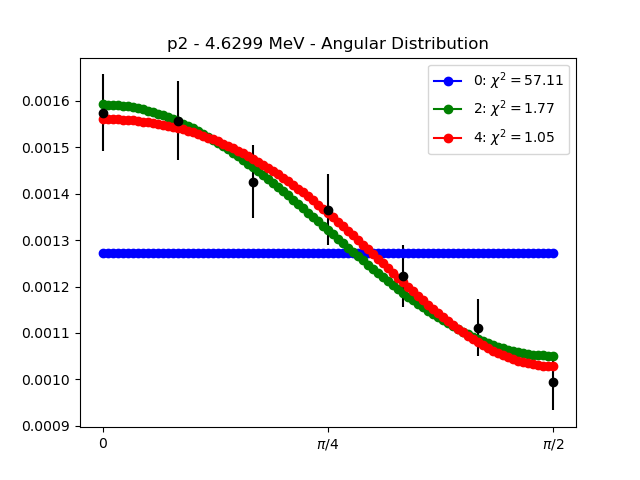 p2 - 4.6299 MeV - Angular Distribution
0: χ² = 57.11
2: χ² = 1.77
4: χ² = 1.05
0.0016
0.0015
0.0014
0.0013
0.0012
0.0011
0.0010
0.0009
0
π/4
π/2